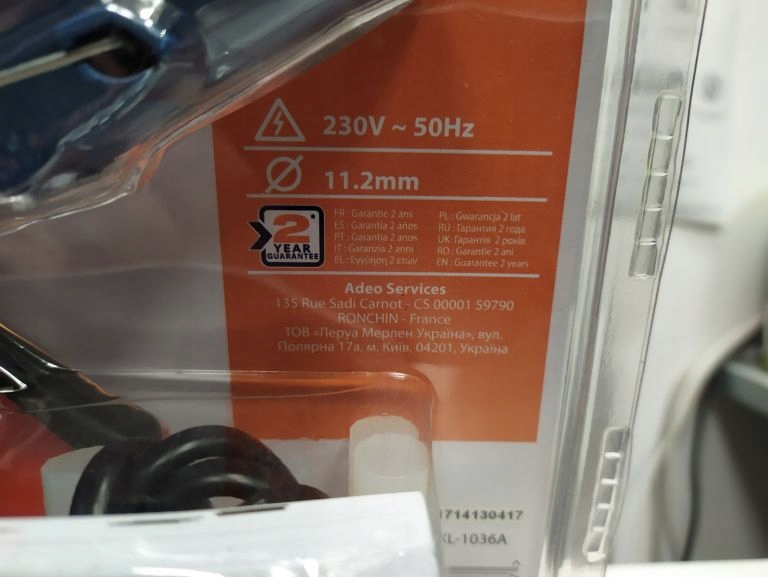 230V ~ 50Hz
11.2mm
2*
YEAR
GUARANTEE
FR : Garantie 2 ans
ES : Garantía 2 años
PT : Garantia 2 anos
IT : Garanzia 2 anni
EL : Εγγύηση 2 ετών
PL : Gwarancja 2 lat
RU : Гарантия 2 года
UK : Гарантія 2 років
RO : Garantie 2 ani
EN : Guarantee 2 years
Adeo Services
135 Rue Sadi Carnot - CS 00001 59790
RONCHIN - France
ТОВ «Леруа Мерлен Україна», вул.
Полярна 17а, м. Київ, 04201, Україна
1714130417
KL-1036A